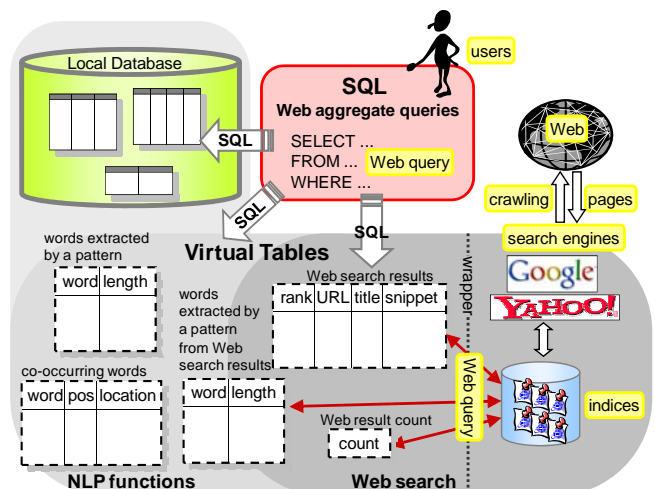 users
Local Database
SQL
Web aggregate queries
SELECT ...
FROM ...
Web query
WHERE ...
SQL
SQL
SQL
Web
crawling
pages
search engines
Google
YAHOO!
indices
Virtual Tables
wrapper
words extracted
by a pattern
word length
Web search results
rank URL title snippet
words
extracted by
a pattern
from Web
search results
word length
co-occurring words
word pos location
Web query
Web result count
count
NLP functions
Web search